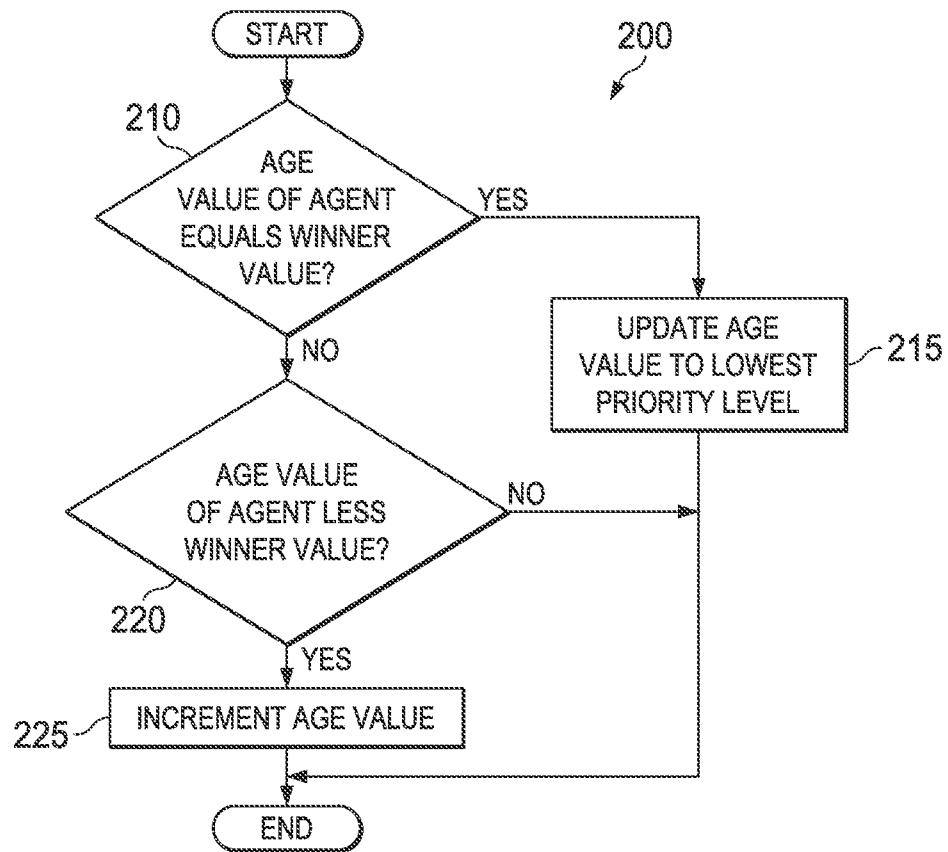 START
200
210
AGE
VALUE OF AGENT
EQUALS WINNER
VALUE?
YES
NO
UPDATE AGE
VALUE TO LOWEST
PRIORITY LEVEL
215
AGE VALUE
OF AGENT LESS
WINNER VALUE?
NO
220
YES
225
INCREMENT AGE VALUE
END